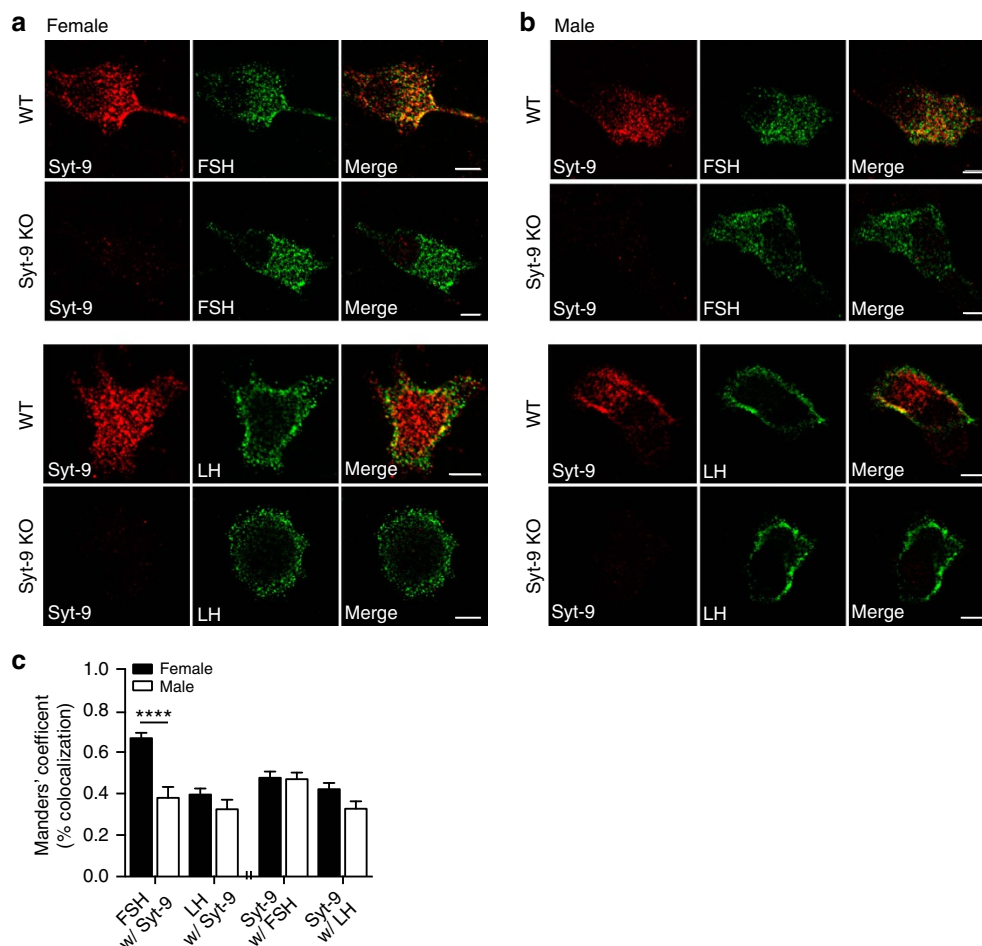 a Female
WT
Syt-9 FSH Merge
Syt-9 KO
Syt-9 FSH Merge
WT
Syt-9 LH Merge
Syt-9 KO
Syt-9 LH Merge
b Male
WT
Syt-9 FSH Merge
Syt-9 KO
Syt-9 FSH Merge
WT
Syt-9 LH Merge
Syt-9 KO
Syt-9 LH Merge
c
Female
Male
Manders' coefficent
(% colocalization)
1.0
0.8
0.6
0.4
0.2
0.0
****
FSH
w/ Syt-9
LH
w/ Syt-9
Syt-9
w/ FSH
Syt-9
w/ LH